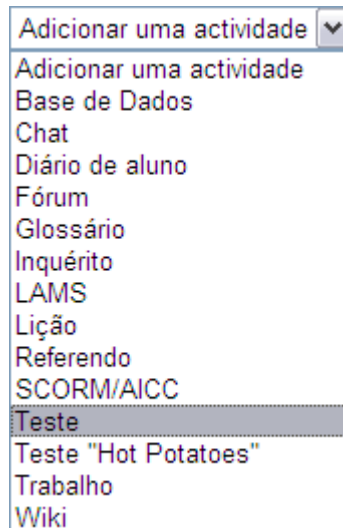 Adicionar uma actividade
Adicionar uma actividade
Base de Dados
Chat
Diário de aluno
Fórum
Glossário
Inquérito
LAMS
Lição
Referendo
SCORM/AICC
Teste
Teste "Hot Potatoes"
Trabalho
Wiki